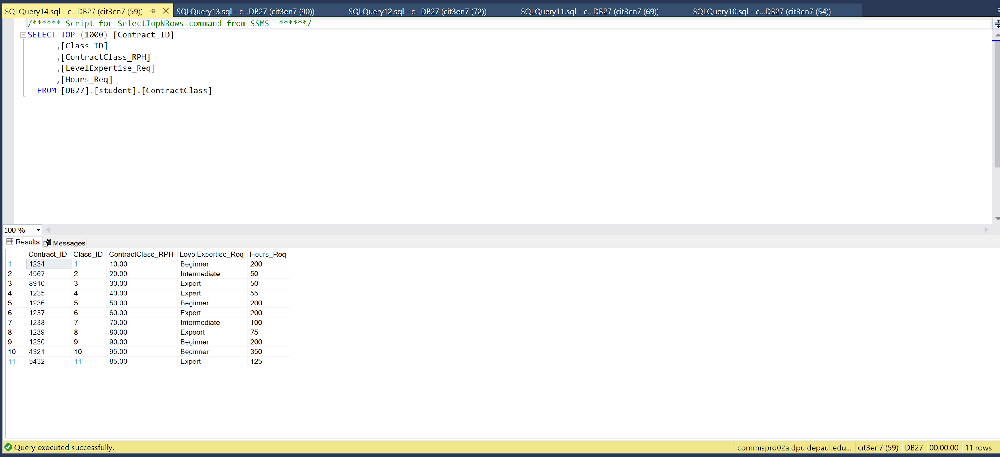 SQLQuery14.sql - c...DB27 (cit3en7 (59)) SQLQuery13.sql - c...DB27 (cit3en7 (90)) SQLQuery12.sql - c...DB27 (cit3en7 (72)) SQLQuery11.sql - c...DB27 (cit3en7 (69)) SQLQuery10.sql - c...DB27 (cit3en7 (54))
/****** Script for SelectTopNRows command from SSMS  ******/
SELECT TOP (1000) [Contract_ID]
,[Class_ID]
,[ContractClass_RPH]
,[LevelExpertise_Req]
,[Hours_Req]
FROM [DB27].[student].[ContractClass]
100 %
Results Messages
Contract_ID Class_ID ContractClass_RPH LevelExpertise_Req Hours_Req
1 1234 1 10.00 Beginner 200
2 4567 2 20.00 Intermediate 50
3 8910 3 30.00 Expert 50
4 1235 4 40.00 Expert 55
5 1236 5 50.00 Beginner 200
6 1237 6 60.00 Expert 200
7 1238 7 70.00 Intermediate 100
8 1239 8 80.00 Expeert 75
9 1230 9 90.00 Beginner 200
10 4321 10 95.00 Beginner 350
11 5432 11 85.00 Expert 125
Query executed successfully. commisprd02a.dpu.depaul.edu... cit3en7 (59) DB27 00:00:00 11 rows